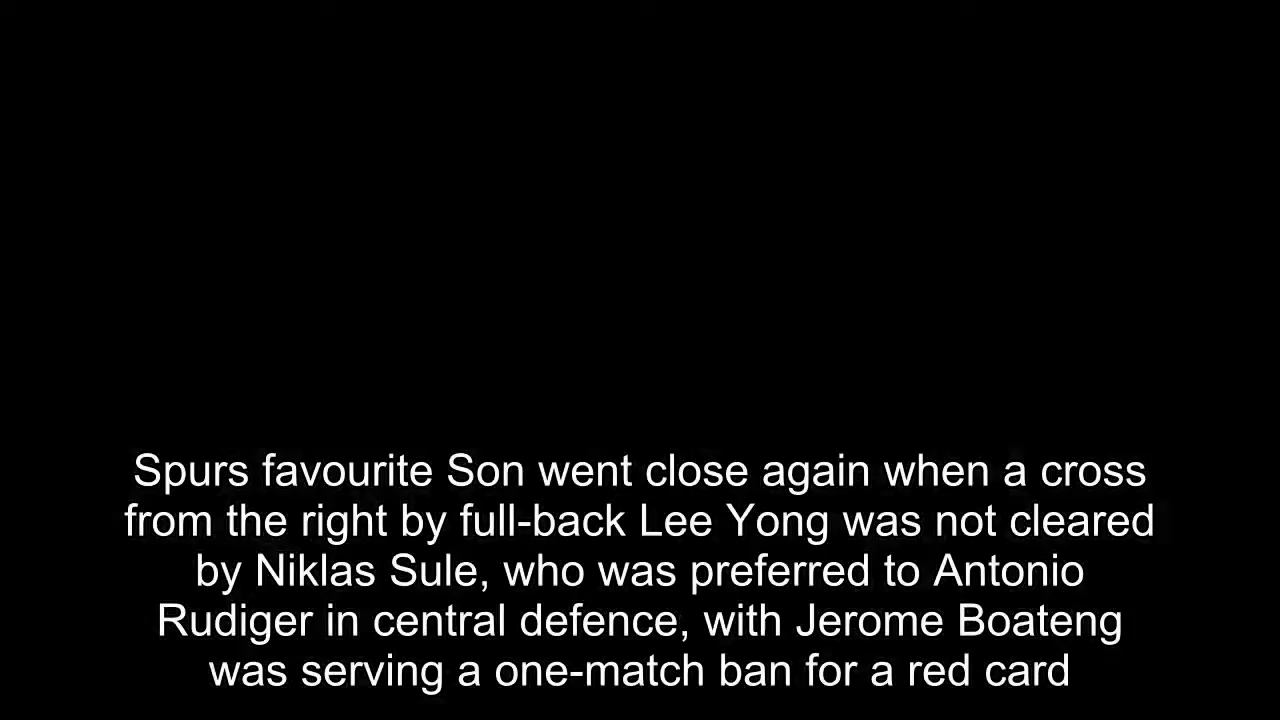 Spurs favourite Son went close again when a cross
from the right by full-back Lee Yong was not cleared
by Niklas Sule, who was preferred to Antonio
Rudiger in central defence, with Jerome Boateng
was serving a one-match ban for a red card